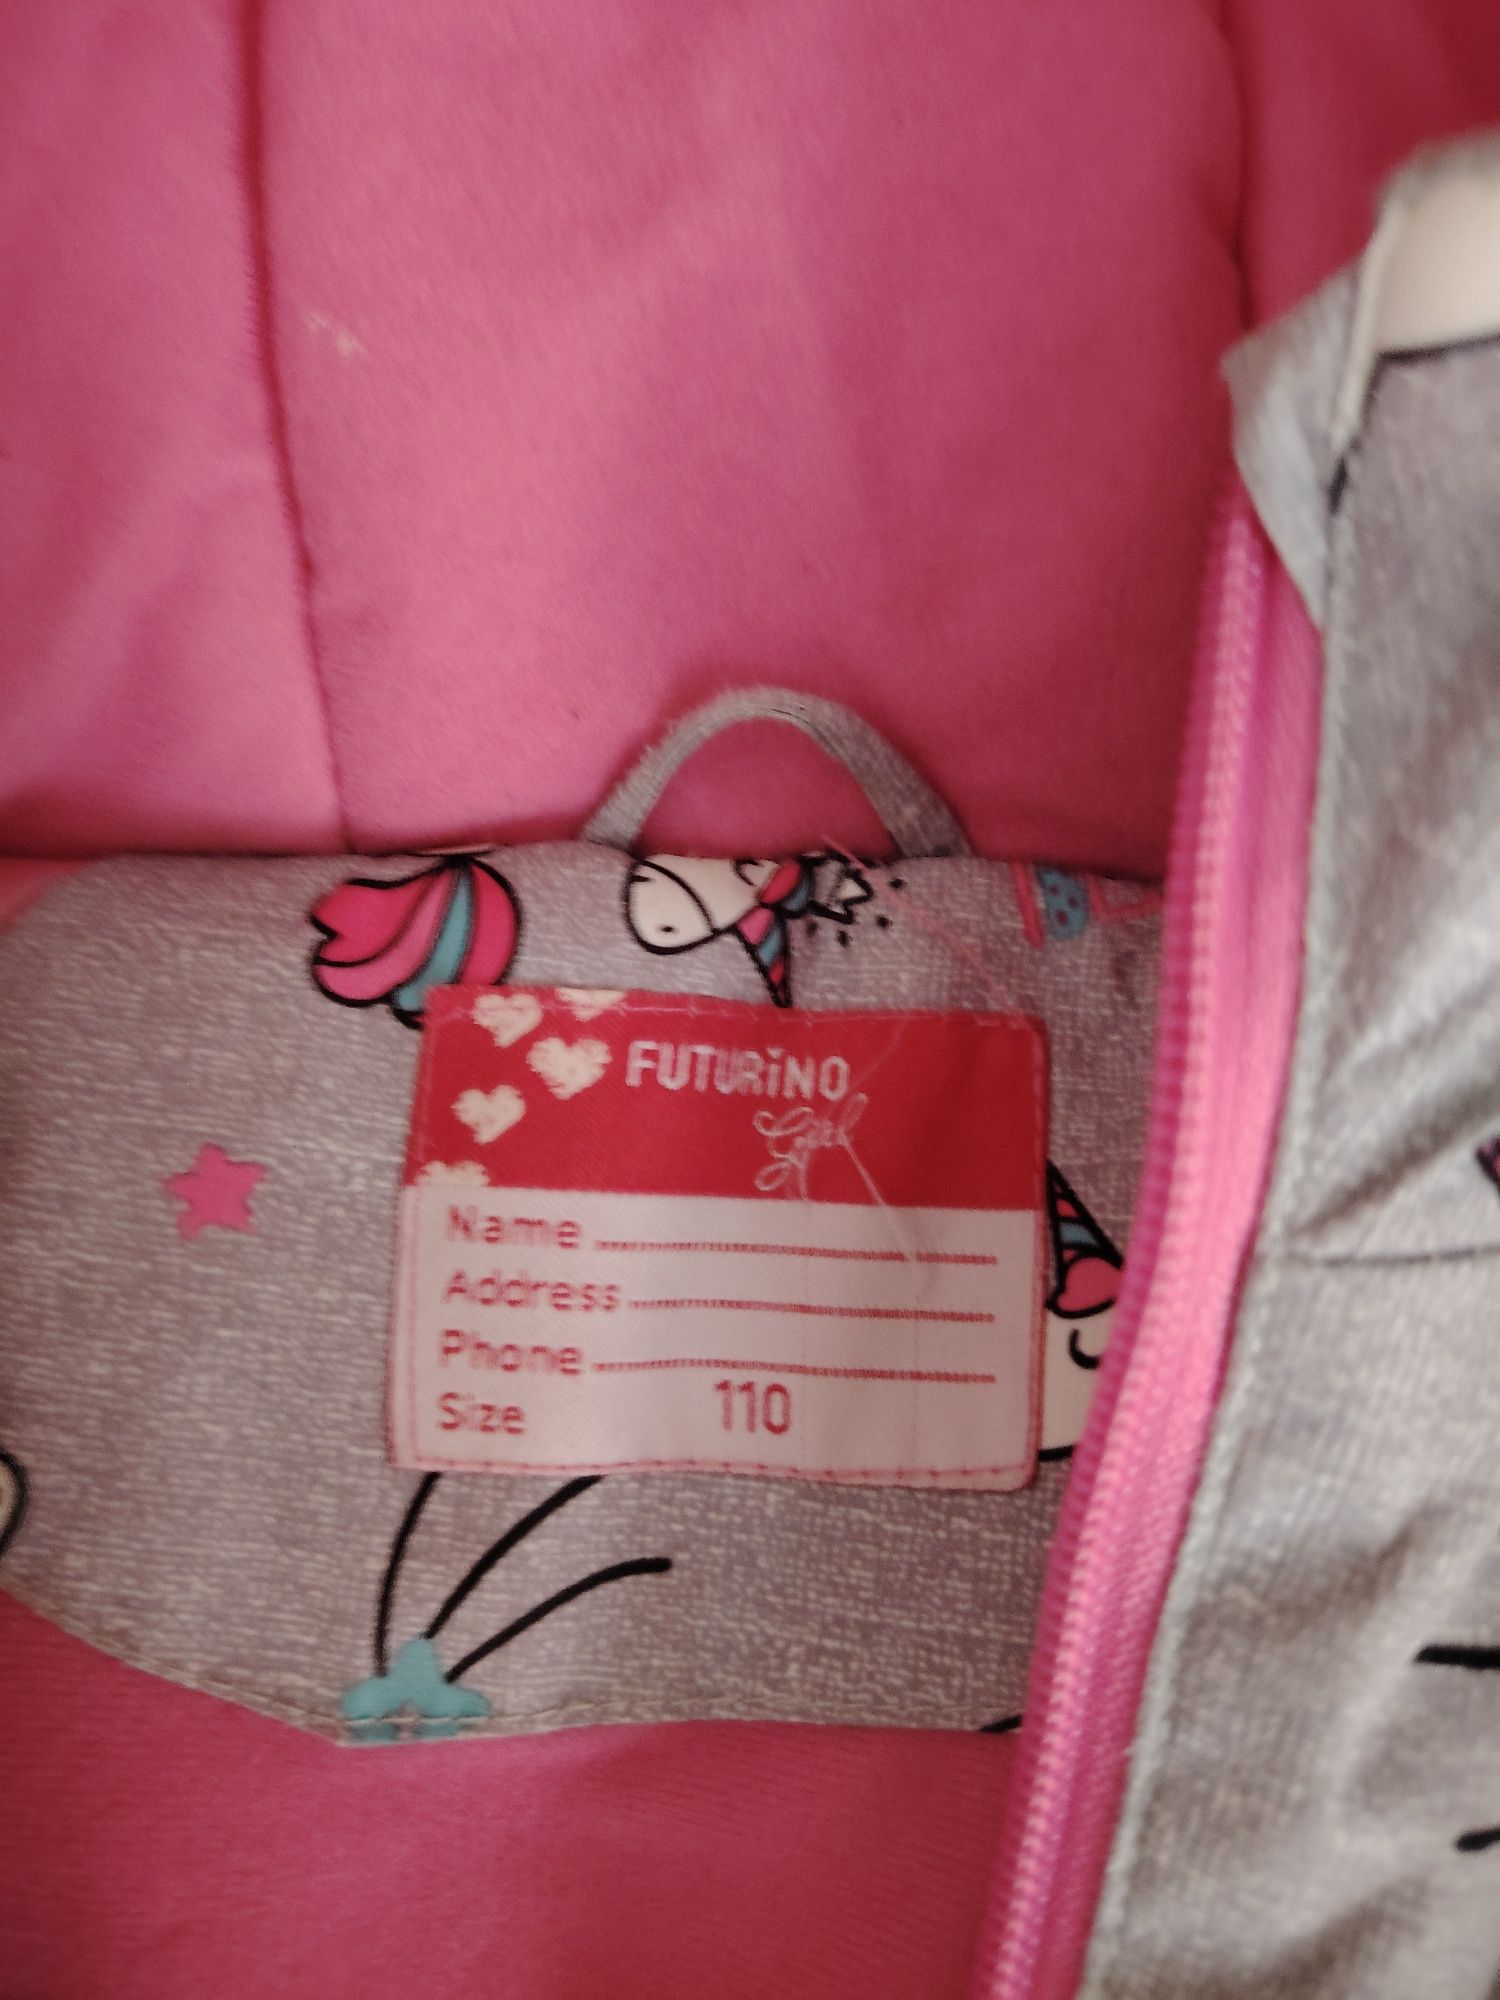 FUTURiNO
Girl
Name
Address
Phone
Size 110